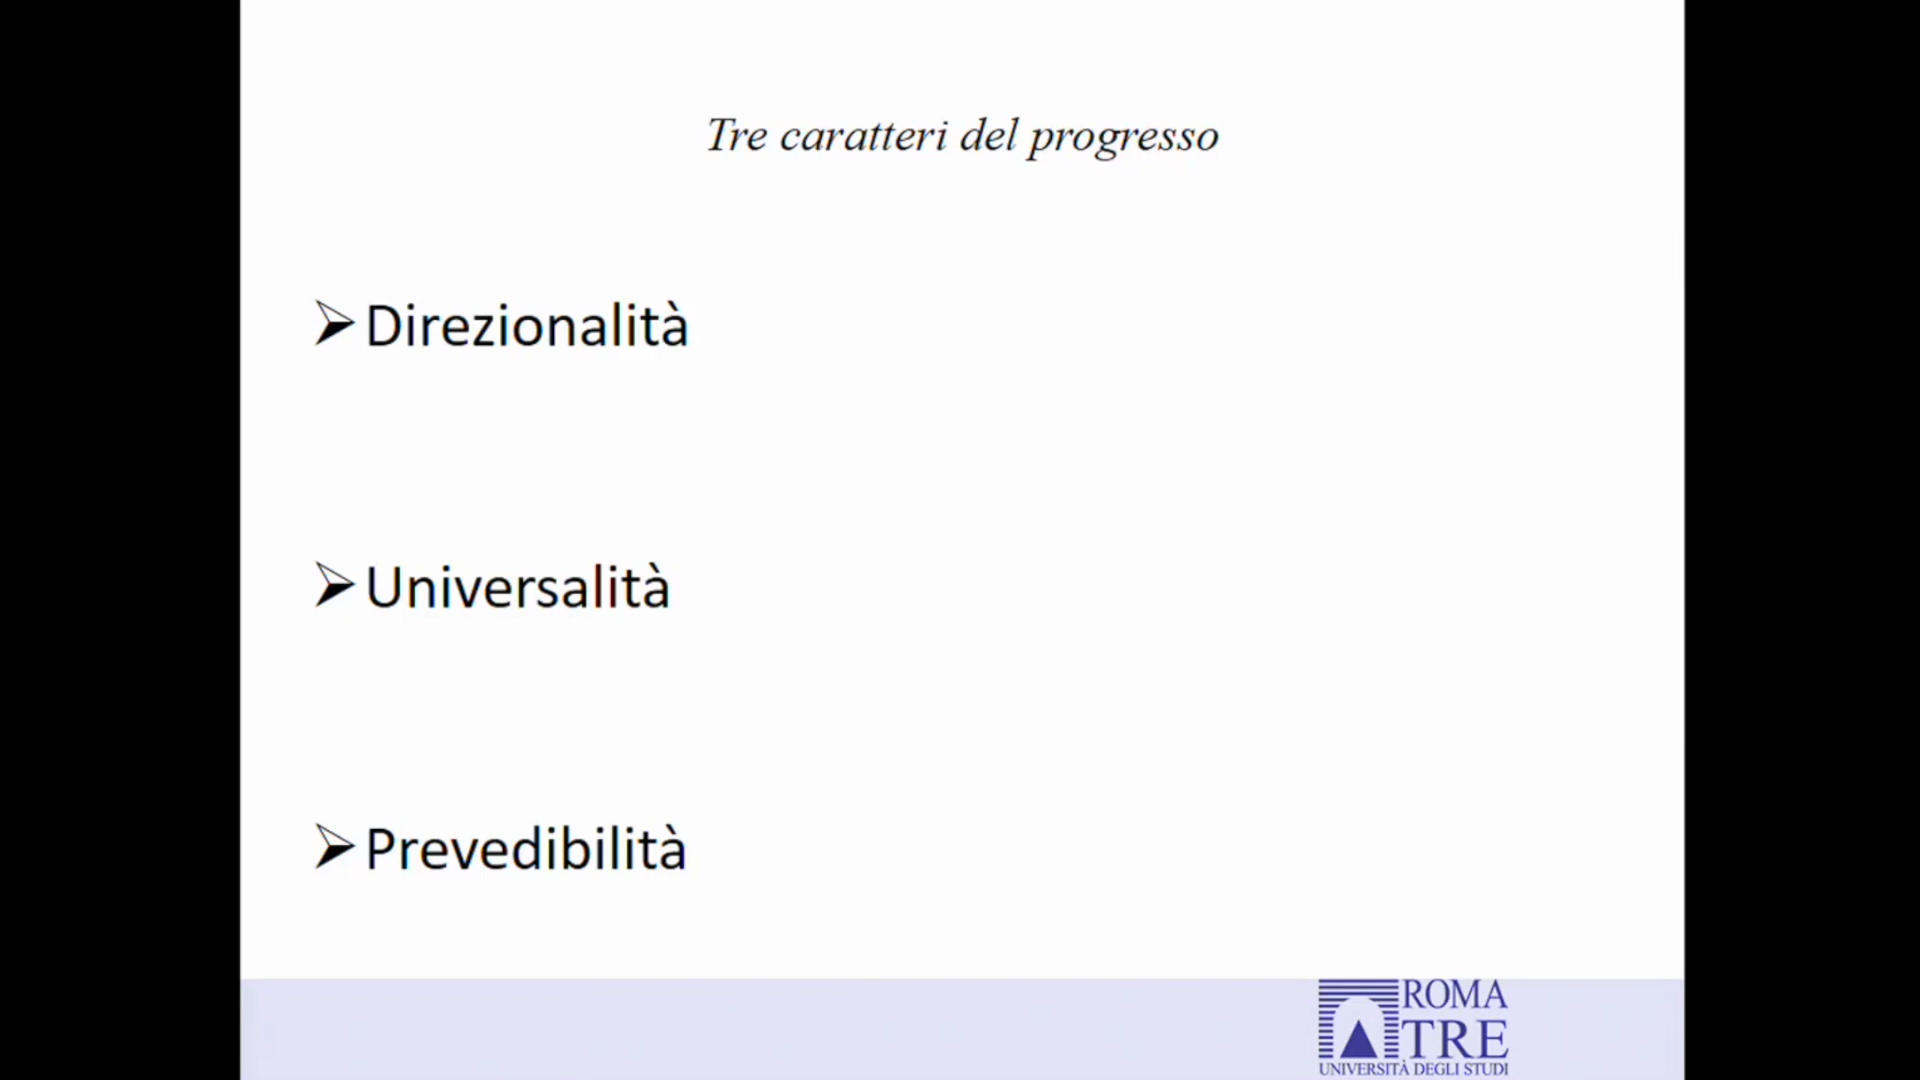 Tre caratteri del progresso
Direzionalità
Universalità
Prevedibilità
ROMA
TRE
UNIVERSITÀ DEGLI STUDI